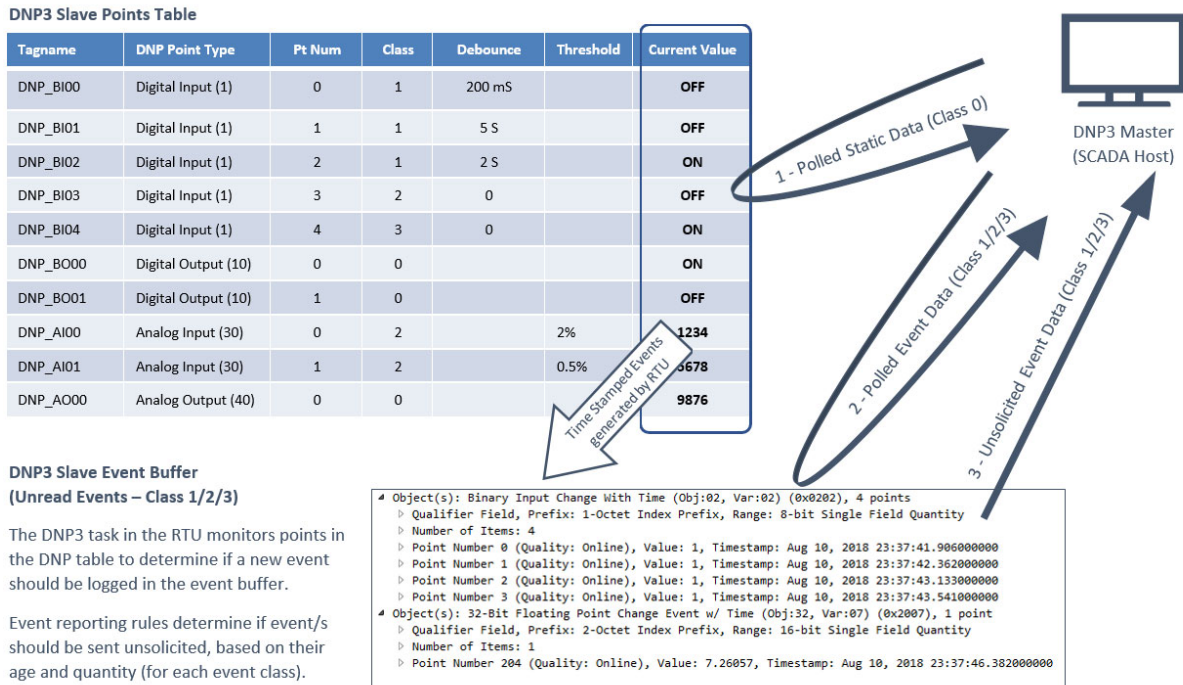 DNP3 Slave Points Table
Tagname DNP Point Type Pt Num Class Debounce Threshold Current Value
DNP_BI00 Digital Input (1) 0 1 200 mS OFF
DNP_BI01 Digital Input (1) 1 1 5 S OFF
DNP_BI02 Digital Input (1) 2 1 2 S ON
DNP_BI03 Digital Input (1) 3 2 0 OFF
DNP_BI04 Digital Input (1) 4 3 0 ON
DNP_BO00 Digital Output (10) 0 0 ON
DNP_BO01 Digital Output (10) 1 0 OFF
DNP_AI00 Analog Input (30) 0 2 2% 1234
DNP_AI01 Analog Input (30) 1 2 0.5% 5678
DNP_AO00 Analog Output (40) 0 0 9876
DNP3 Master
(SCADA Host)
1 - Polled Static Data (Class 0)
2 - Polled Event Data (Class 1/2/3)
3 - Unsolicited Event Data (Class 1/2/3)
Time Stamped Events
generated by RTU
DNP3 Slave Event Buffer
(Unread Events – Class 1/2/3)
The DNP3 task in the RTU monitors points in
the DNP table to determine if a new event
should be logged in the event buffer.
Event reporting rules determine if event/s
should be sent unsolicited, based on their
age and quantity (for each event class).
Object(s): Binary Input Change With Time (Obj:02, Var:02) (0x0202), 4 points
Qualifier Field, Prefix: 1-Octet Index Prefix, Range: 8-bit Single Field Quantity
Number of Items: 4
Point Number 0 (Quality: Online), Value: 1, Timestamp: Aug 10, 2018 23:37:41.906000000
Point Number 1 (Quality: Online), Value: 1, Timestamp: Aug 10, 2018 23:37:42.362000000
Point Number 2 (Quality: Online), Value: 1, Timestamp: Aug 10, 2018 23:37:43.133000000
Point Number 3 (Quality: Online), Value: 1, Timestamp: Aug 10, 2018 23:37:43.541000000
Object(s): 32-Bit Floating Point Change Event w/ Time (Obj:32, Var:07) (0x2007), 1 point
Qualifier Field, Prefix: 2-Octet Index Prefix, Range: 16-bit Single Field Quantity
Number of Items: 1
Point Number 204 (Quality: Online), Value: 7.26057, Timestamp: Aug 10, 2018 23:37:46.382000000